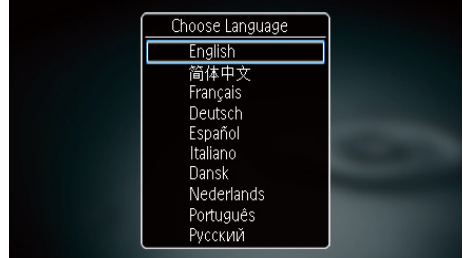 Choose Language
English
简体中文
Français
Deutsch
Español
Italiano
Dansk
Nederlands
Português
Русский